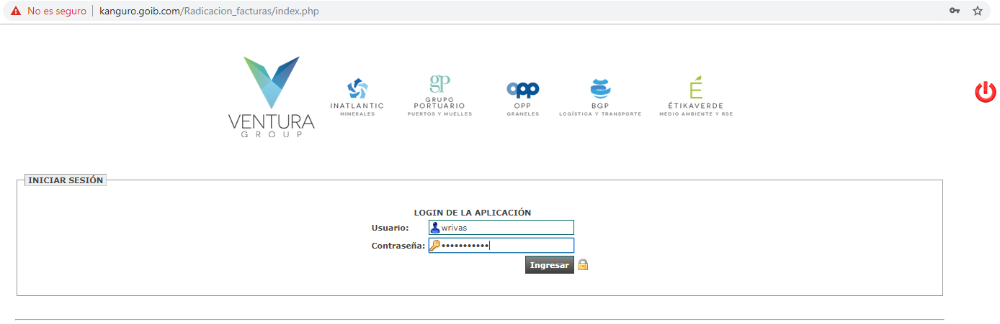 No es seguro | kanguro.goib.com/Radicacion_facturas/index.php
VENTURA
GROUP
INATLANTIC
MINERALES
gp
GRUPO
PORTUARIO
PUERTOS Y MUELLES
opp
OPP
GRANELES
BGP
LOGÍSTICA Y TRANSPORTE
É
ÉTIKAVERDE
MEDIO AMBIENTE Y RSE
INICIAR SESIÓN
LOGIN DE LA APLICACIÓN
Usuario: wrivas
Contraseña: •••••••••••
Ingresar